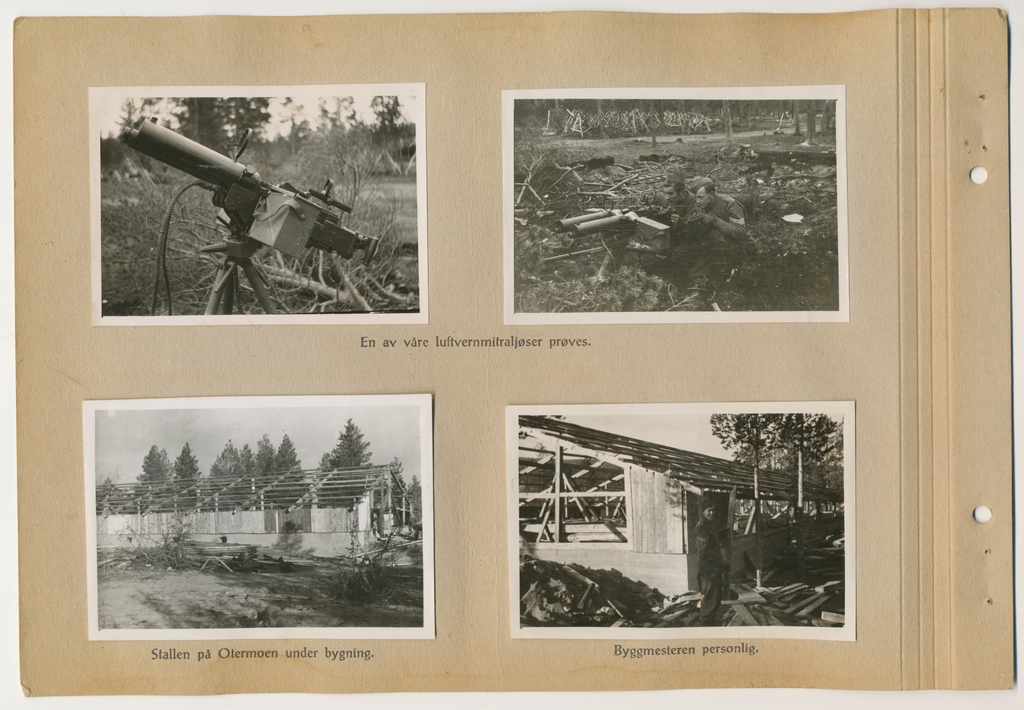 En av våre luftvernmitraljøser prøves.
Stallen på Otermoen under bygning.
Byggmesteren personlig.